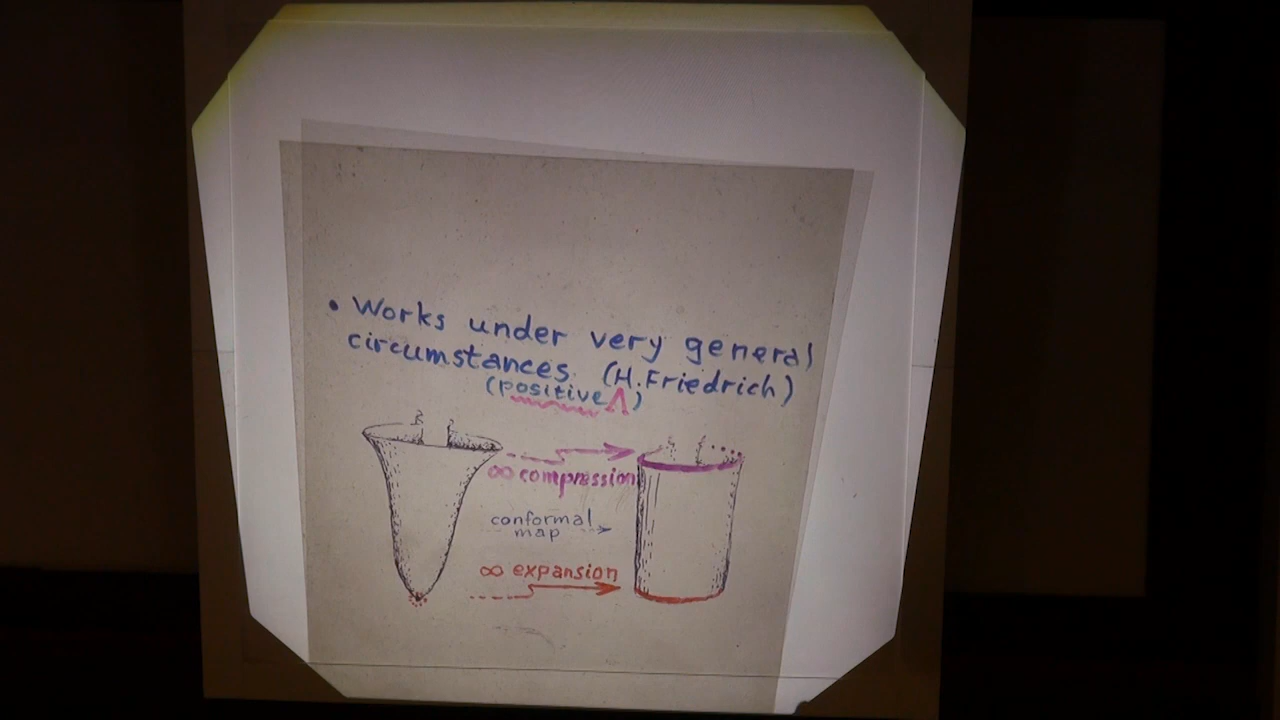 • Works under very general
circumstances. (H. Friedrich)
(positive Λ)
∞ compression
conformal
map
∞ expansion